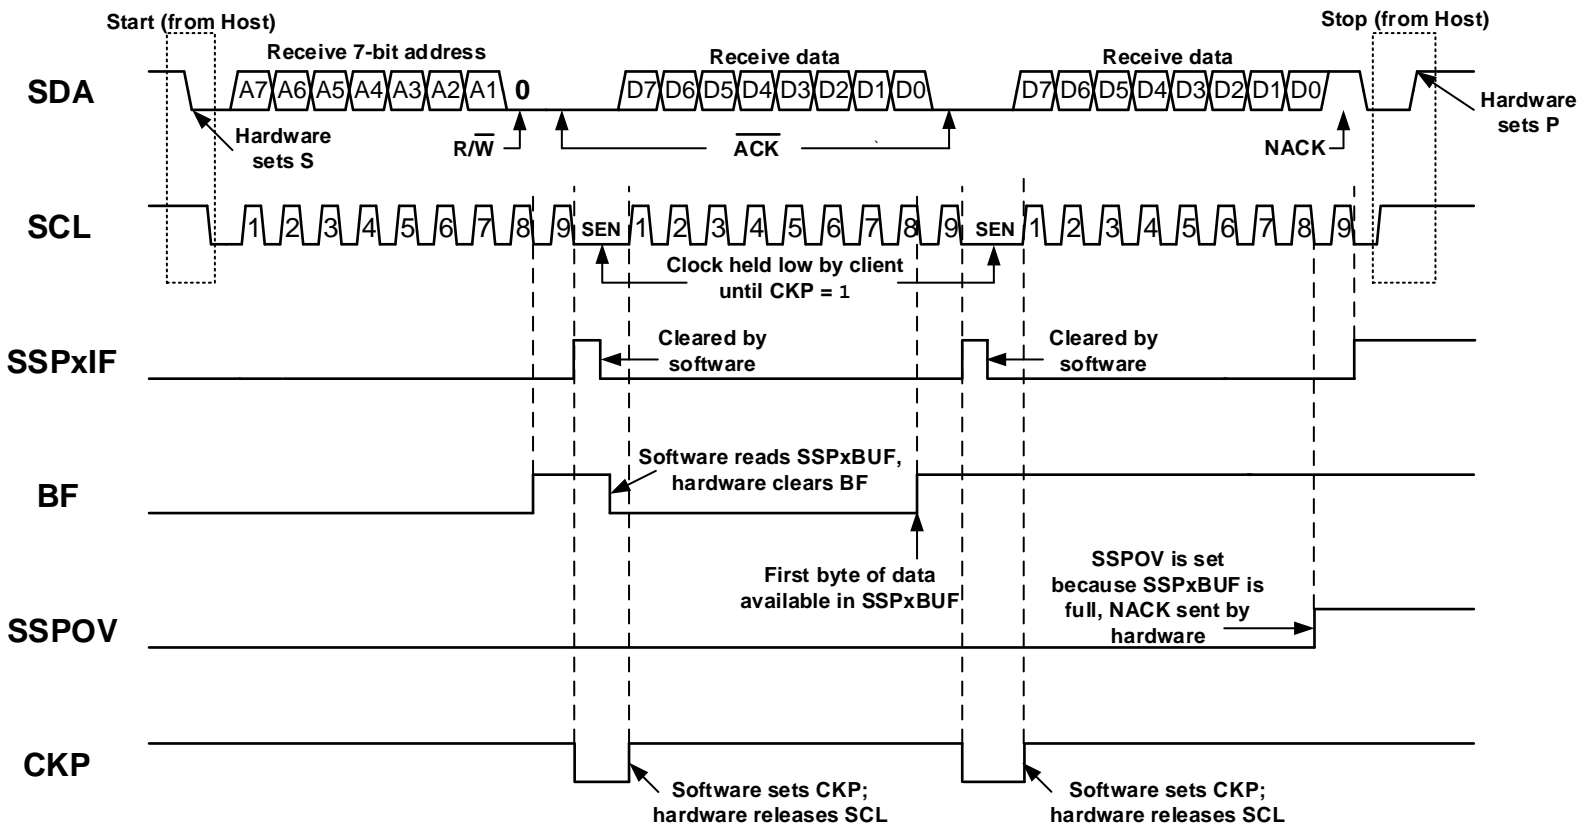 Start (from Host)
Stop (from Host)
Receive 7-bit address
Receive data
Receive data
SDA
A7 A6 A5 A4 A3 A2 A1 0
D7 D6 D5 D4 D3 D2 D1 D0
D7 D6 D5 D4 D3 D2 D1 D0
Hardware
sets S
R/W
ACK
NACK
Hardware
sets P
SCL
1 2 3 4 5 6 7 8 9 SEN 1 2 3 4 5 6 7 8 9 SEN 1 2 3 4 5 6 7 8 9
Clock held low by client
until CKP = 1
SSPxIF
Cleared by
software
Cleared by
software
BF
Software reads SSPxBUF,
hardware clears BF
First byte of data
available in SSPxBUF
SSPOV is set
because SSPxBUF is
full, NACK sent by
hardware
SSPOV
CKP
Software sets CKP;
hardware releases SCL
Software sets CKP;
hardware releases SCL